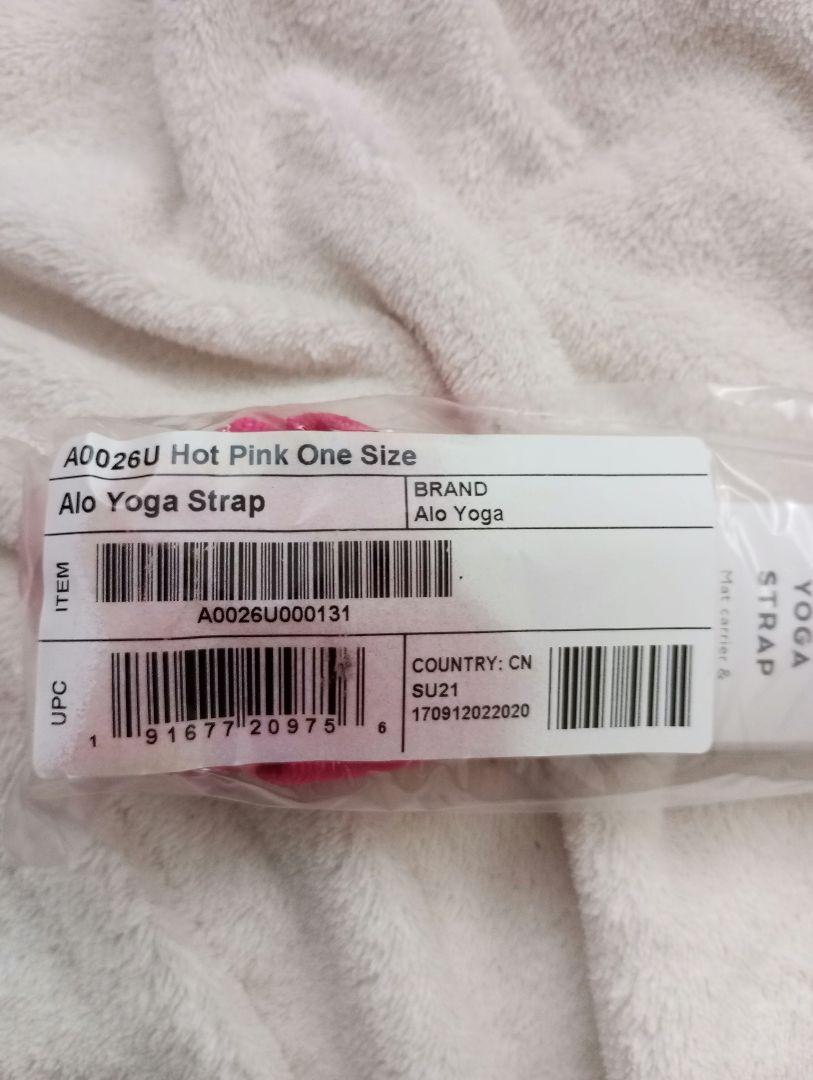 A0026U Hot Pink One Size
Alo Yoga Strap
BRAND
Alo Yoga
ITEM
A0026U000131
UPC
1 91677 20975 6
COUNTRY: CN
SU21
170912022020
YOGA
STRAP
Mat carrier &